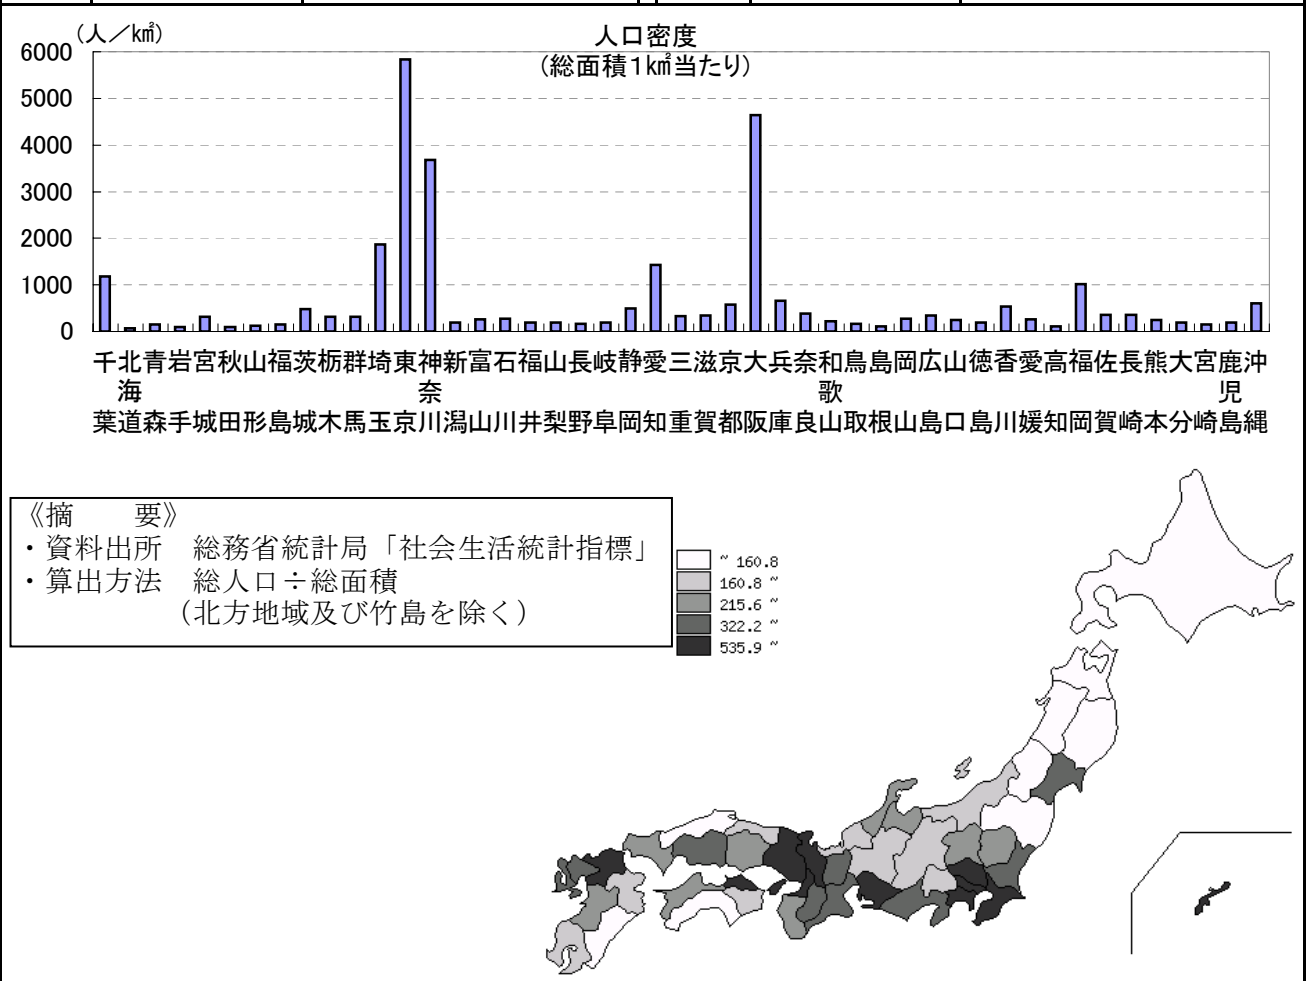 (人／k㎡)
人口密度
(総面積1k㎡当たり)
6000
5000
4000
3000
2000
1000
0
千葉 北海道 青森 岩手 宮城 秋田 山形 福島 茨城 栃木 群馬 埼玉 東京 神奈川 新潟 富山 石川 福井 山梨 長野 岐阜 静岡 愛知 三重 滋賀 京都 大阪 兵庫 奈良 和歌山 鳥取 島根 岡山 広島 山口 徳島 香川 愛媛 高知 福岡 佐賀 長崎 熊本 大分 宮崎 鹿児島 沖縄
《摘　　要》
・資料出所　総務省統計局「社会生活統計指標」
・算出方法　総人口÷総面積
（北方地域及び竹島を除く）
~ 160.8
160.8 ~
215.6 ~
322.2 ~
535.9 ~